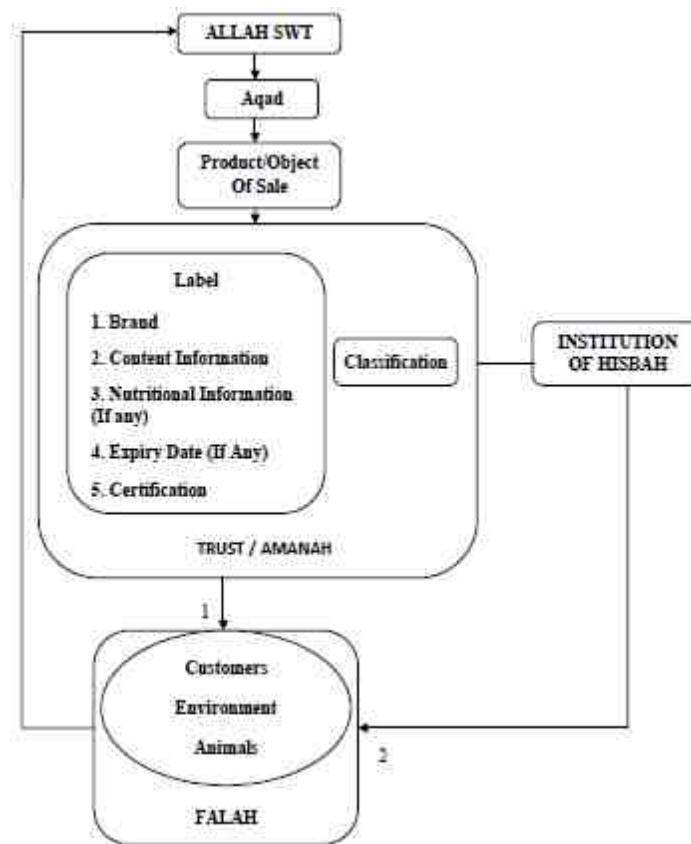 ALLAH SWT
Aqad
Product/Object
Of Sale
Label
1. Brand
2. Content Information
3. Nutritional Information
(If any)
4. Expiry Date (If Any)
5. Certification
Classification
INSTITUTION
OF HISBAH
TRUST / AMANAH
1
Customers
Environment
Animals
2
FALAH